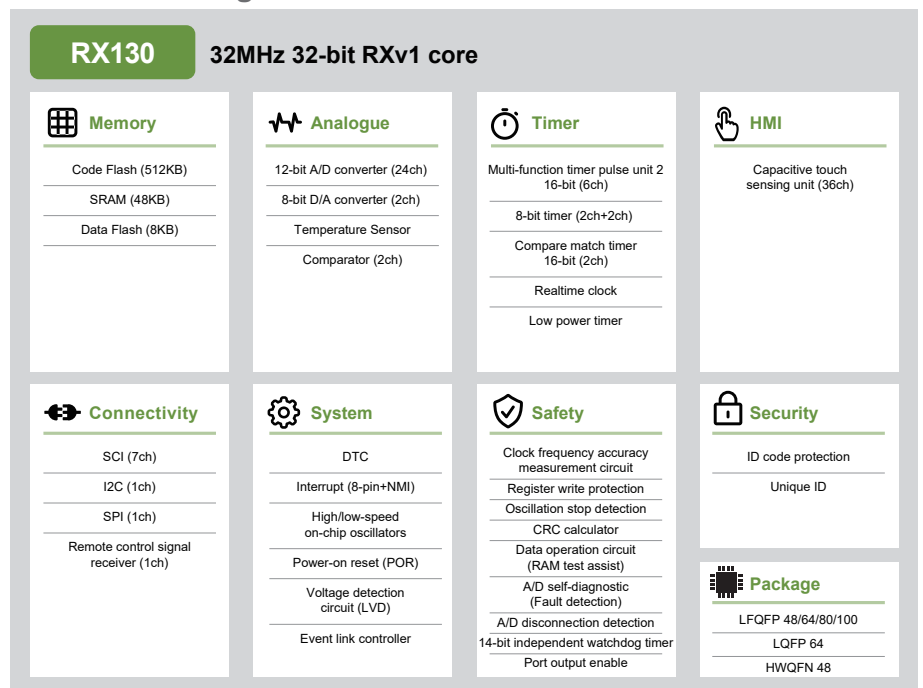 RX130
32MHz 32-bit RXv1 core
Memory
Code Flash (512KB)
SRAM (48KB)
Data Flash (8KB)
Analogue
12-bit A/D converter (24ch)
8-bit D/A converter (2ch)
Temperature Sensor
Comparator (2ch)
Timer
Multi-function timer pulse unit 2
16-bit (6ch)
8-bit timer (2ch+2ch)
Compare match timer
16-bit (2ch)
Realtime clock
Low power timer
HMI
Capacitive touch
sensing unit (36ch)
Connectivity
SCI (7ch)
I2C (1ch)
SPI (1ch)
Remote control signal
receiver (1ch)
System
DTC
Interrupt (8-pin+NMI)
High/low-speed
on-chip oscillators
Power-on reset (POR)
Voltage detection
circuit (LVD)
Event link controller
Safety
Clock frequency accuracy
measurement circuit
Register write protection
Oscillation stop detection
CRC calculator
Data operation circuit
(RAM test assist)
A/D self-diagnostic
(Fault detection)
A/D disconnection detection
14-bit independent watchdog timer
Port output enable
Security
ID code protection
Unique ID
Package
LFQFP 48/64/80/100
LQFP 64
HWQFN 48